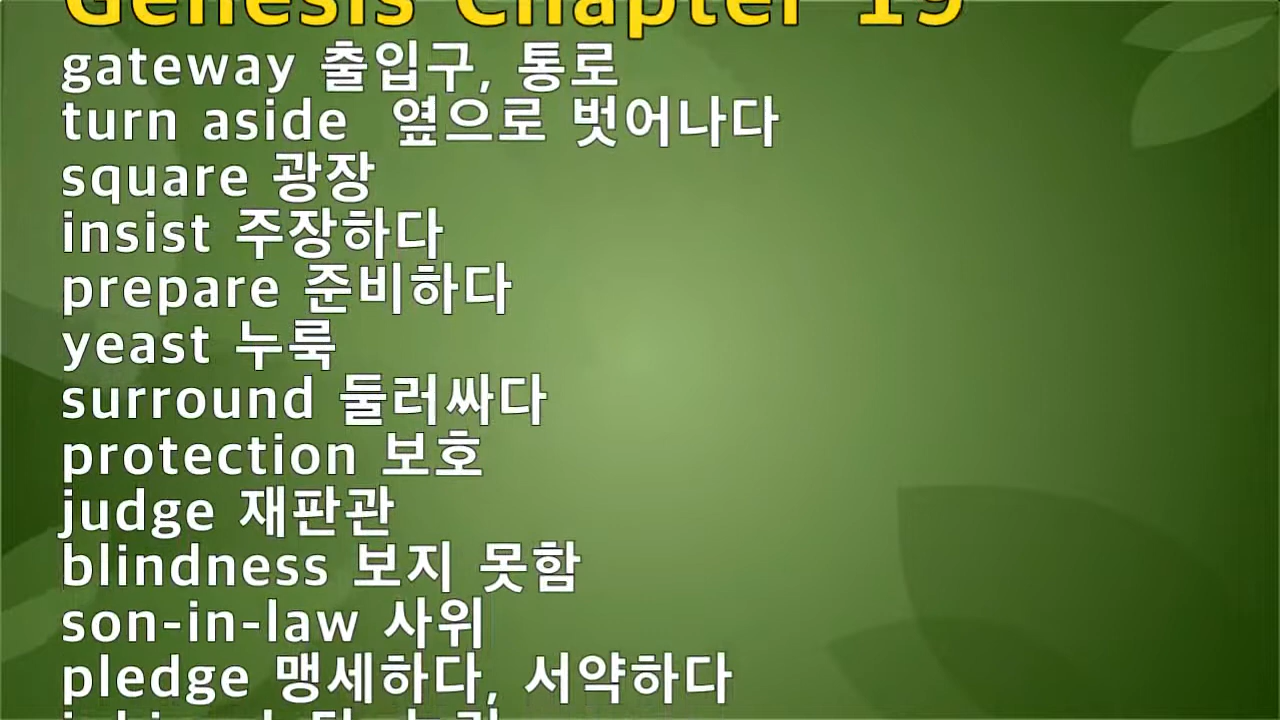 Genesis Chapter 19
gateway 출입구, 통로
turn aside 옆으로 벗어나다
square 광장
insist 주장하다
prepare 준비하다
yeast 누룩
surround 둘러싸다
protection 보호
judge 재판관
blindness 보지 못함
son-in-law 사위
pledge 맹세하다, 서약하다